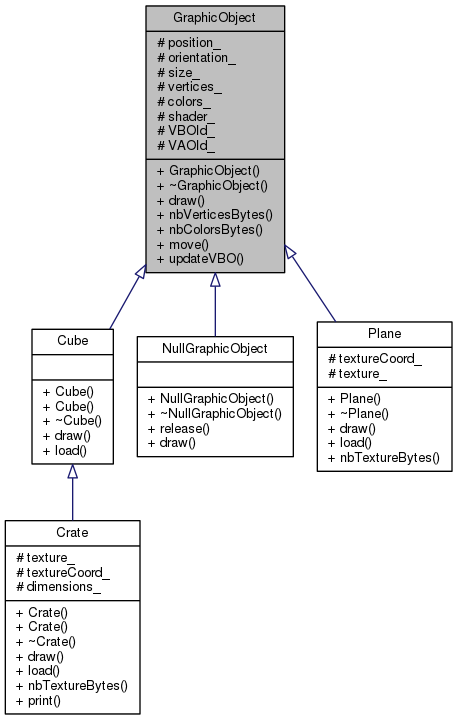 GraphicObject
# position_
# orientation_
# size_
# vertices_
# colors_
# shader_
# VBOId_
# VAOId_
+ GraphicObject()
+ ~GraphicObject()
+ draw()
+ nbVerticesBytes()
+ nbColorsBytes()
+ move()
+ updateVBO()
Cube
+ Cube()
+ Cube()
+ ~Cube()
+ draw()
+ load()
NullGraphicObject
+ NullGraphicObject()
+ ~NullGraphicObject()
+ release()
+ draw()
Plane
# textureCoord_
# texture_
+ Plane()
+ ~Plane()
+ draw()
+ load()
+ nbTextureBytes()
Crate
# texture_
# textureCoord_
# dimensions_
+ Crate()
+ Crate()
+ ~Crate()
+ draw()
+ load()
+ nbTextureBytes()
+ print()